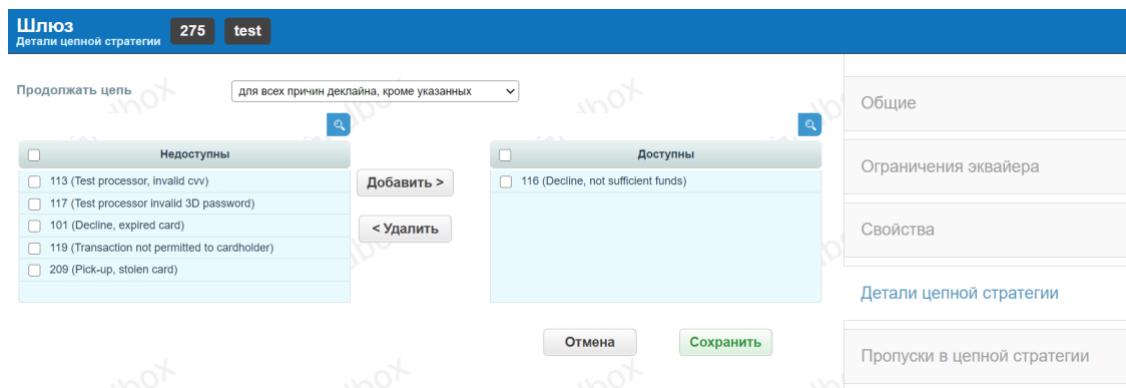 Шлюз
Детали цепной стратегии
275
test
Продолжать цепь
для всех причин деклайна, кроме указанных
Недоступны
113 (Test processor, invalid cvv)
117 (Test processor invalid 3D password)
101 (Decline, expired card)
119 (Transaction not permitted to cardholder)
209 (Pick-up, stolen card)
Добавить >
< Удалить
Доступны
116 (Decline, not sufficient funds)
Отмена
Сохранить
Общие
Ограничения эквайера
Свойства
Детали цепной стратегии
Пропуски в цепной стратегии